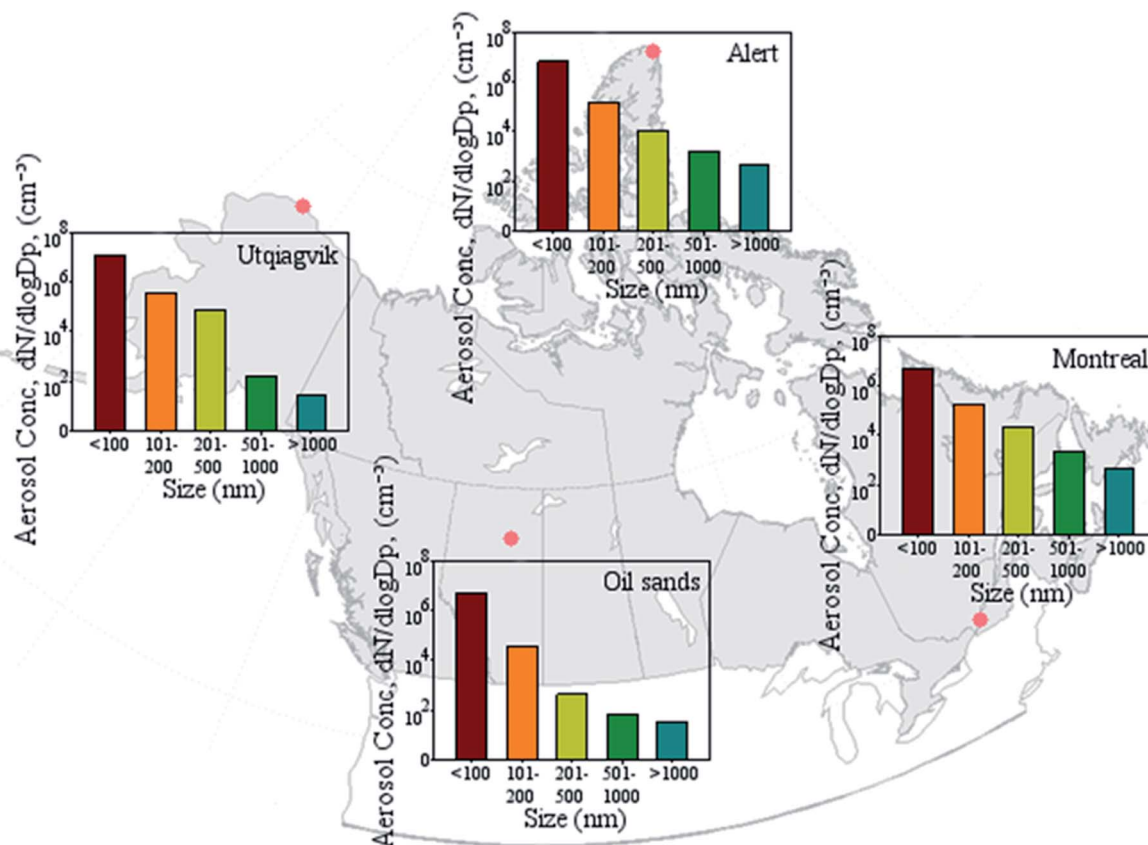 Alert
Aerosol Conc, dN/dlogDp, (cm⁻³)
10⁸
10⁶
10⁴
10²
0
<100 101-200 201-500 501-1000 >1000
Size (nm)
Utqiagvik
Aerosol Conc, dN/dlogDp, (cm⁻³)
10⁸
10⁶
10⁴
10²
0
<100 101-200 201-500 501-1000 >1000
Size (nm)
Montreal
Aerosol Conc, dN/dlogDp, (cm⁻³)
10⁸
10⁶
10⁴
10²
0
<100 101-200 201-500 501-1000 >1000
Size (nm)
Oil sands
Aerosol Conc, dN/dlogDp, (cm⁻³)
10⁸
10⁶
10⁴
10²
0
<100 101-200 201-500 501-1000 >1000
Size (nm)